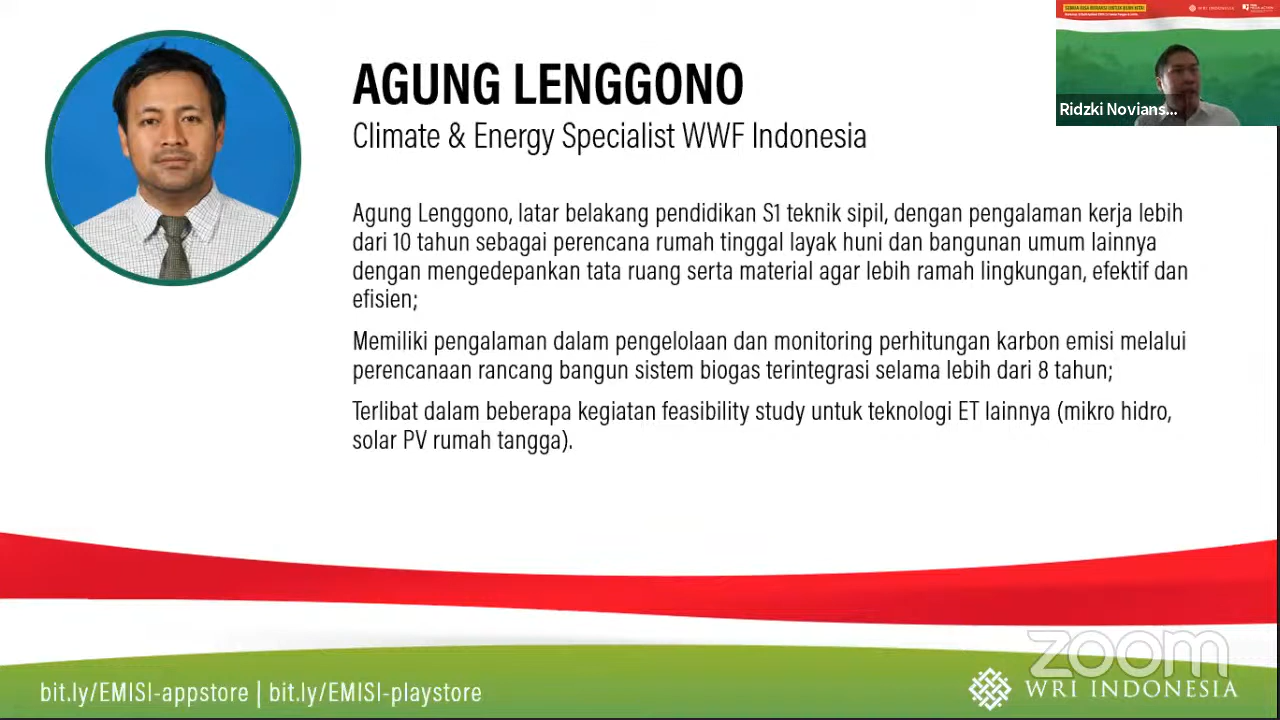 AGUNG LENGGONO
Climate & Energy Specialist WWF Indonesia
Agung Lenggono, latar belakang pendidikan S1 teknik sipil, dengan pengalaman kerja lebih
dari 10 tahun sebagai perencana rumah tinggal layak huni dan bangunan umum lainnya
dengan mengedepankan tata ruang serta material agar lebih ramah lingkungan, efektif dan
efisien;
Memiliki pengalaman dalam pengelolaan dan monitoring perhitungan karbon emisi melalui
perencanaan rancang bangun sistem biogas terintegrasi selama lebih dari 8 tahun;
Terlibat dalam beberapa kegiatan feasibility study untuk teknologi ET lainnya (mikro hidro,
solar PV rumah tangga).
WRI INDONESIA
Ridzki Novians...
bit.ly/EMISI-appstore | bit.ly/EMISI-playstore
zoom
WRI INDONESIA